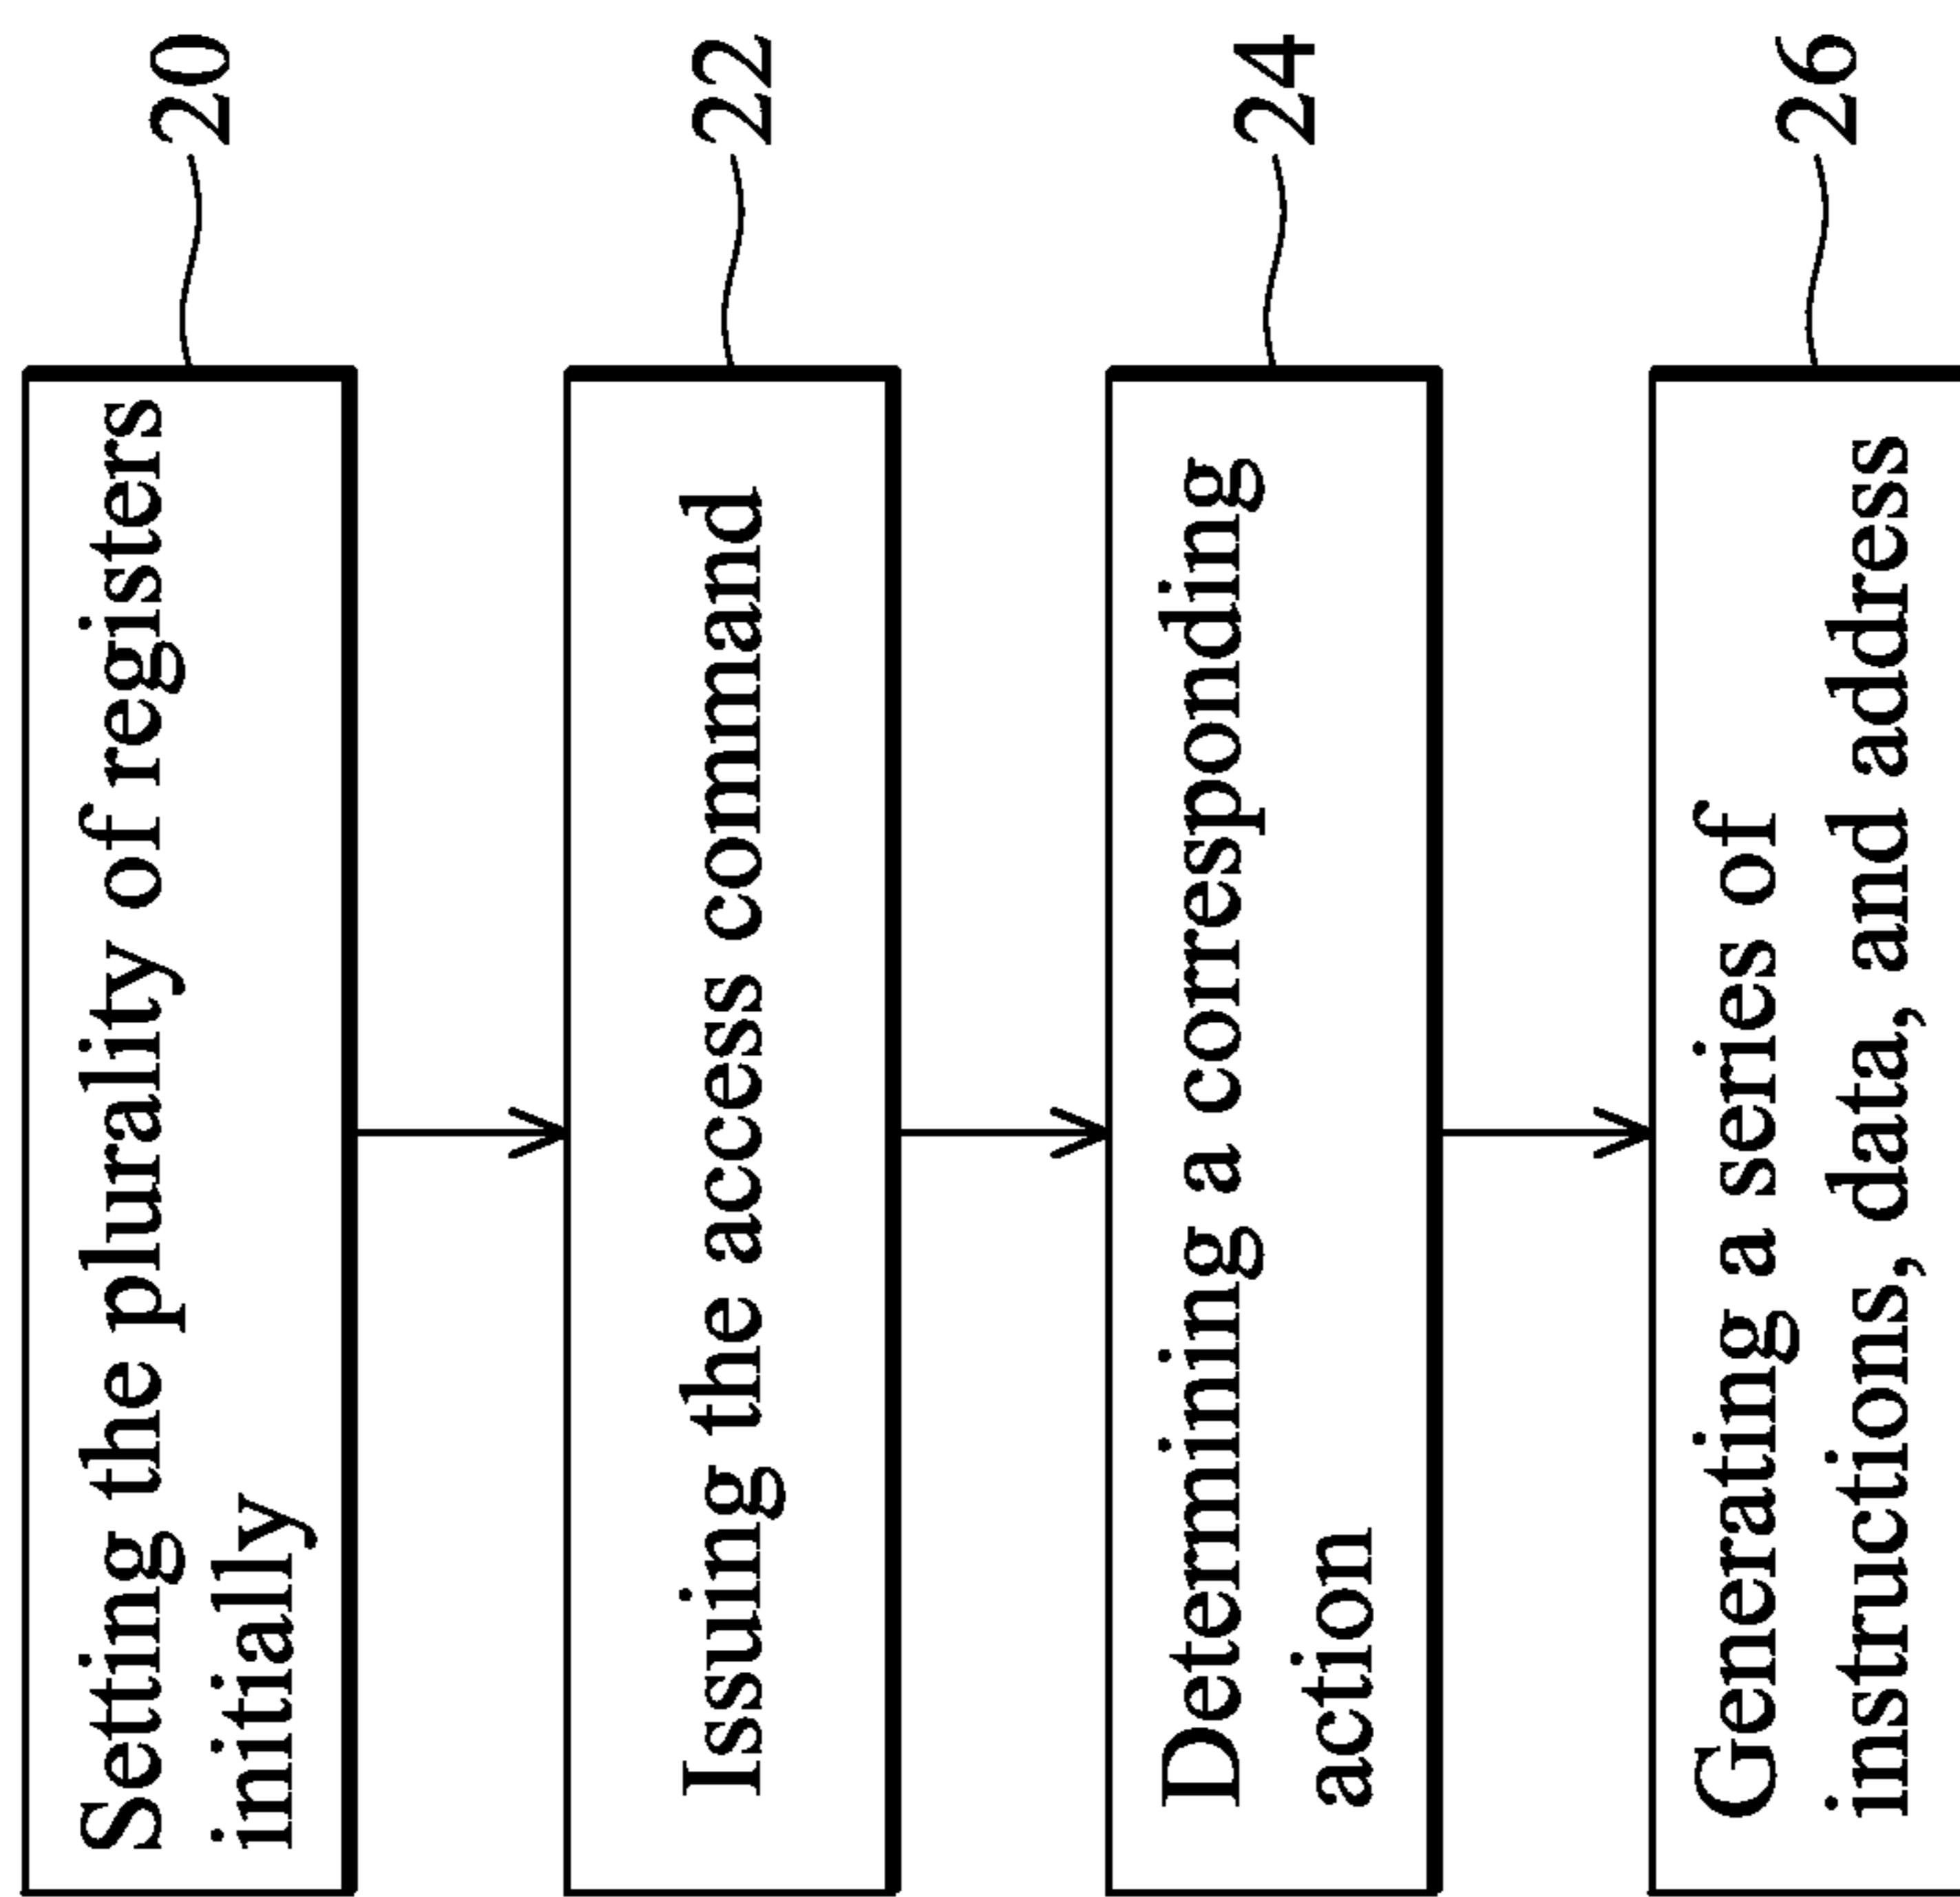 Setting the plurality of registers
initially
20
Issuing the access command
22
Determining a corresponding
action
24
Generating a series of
instructions, data, and address
26